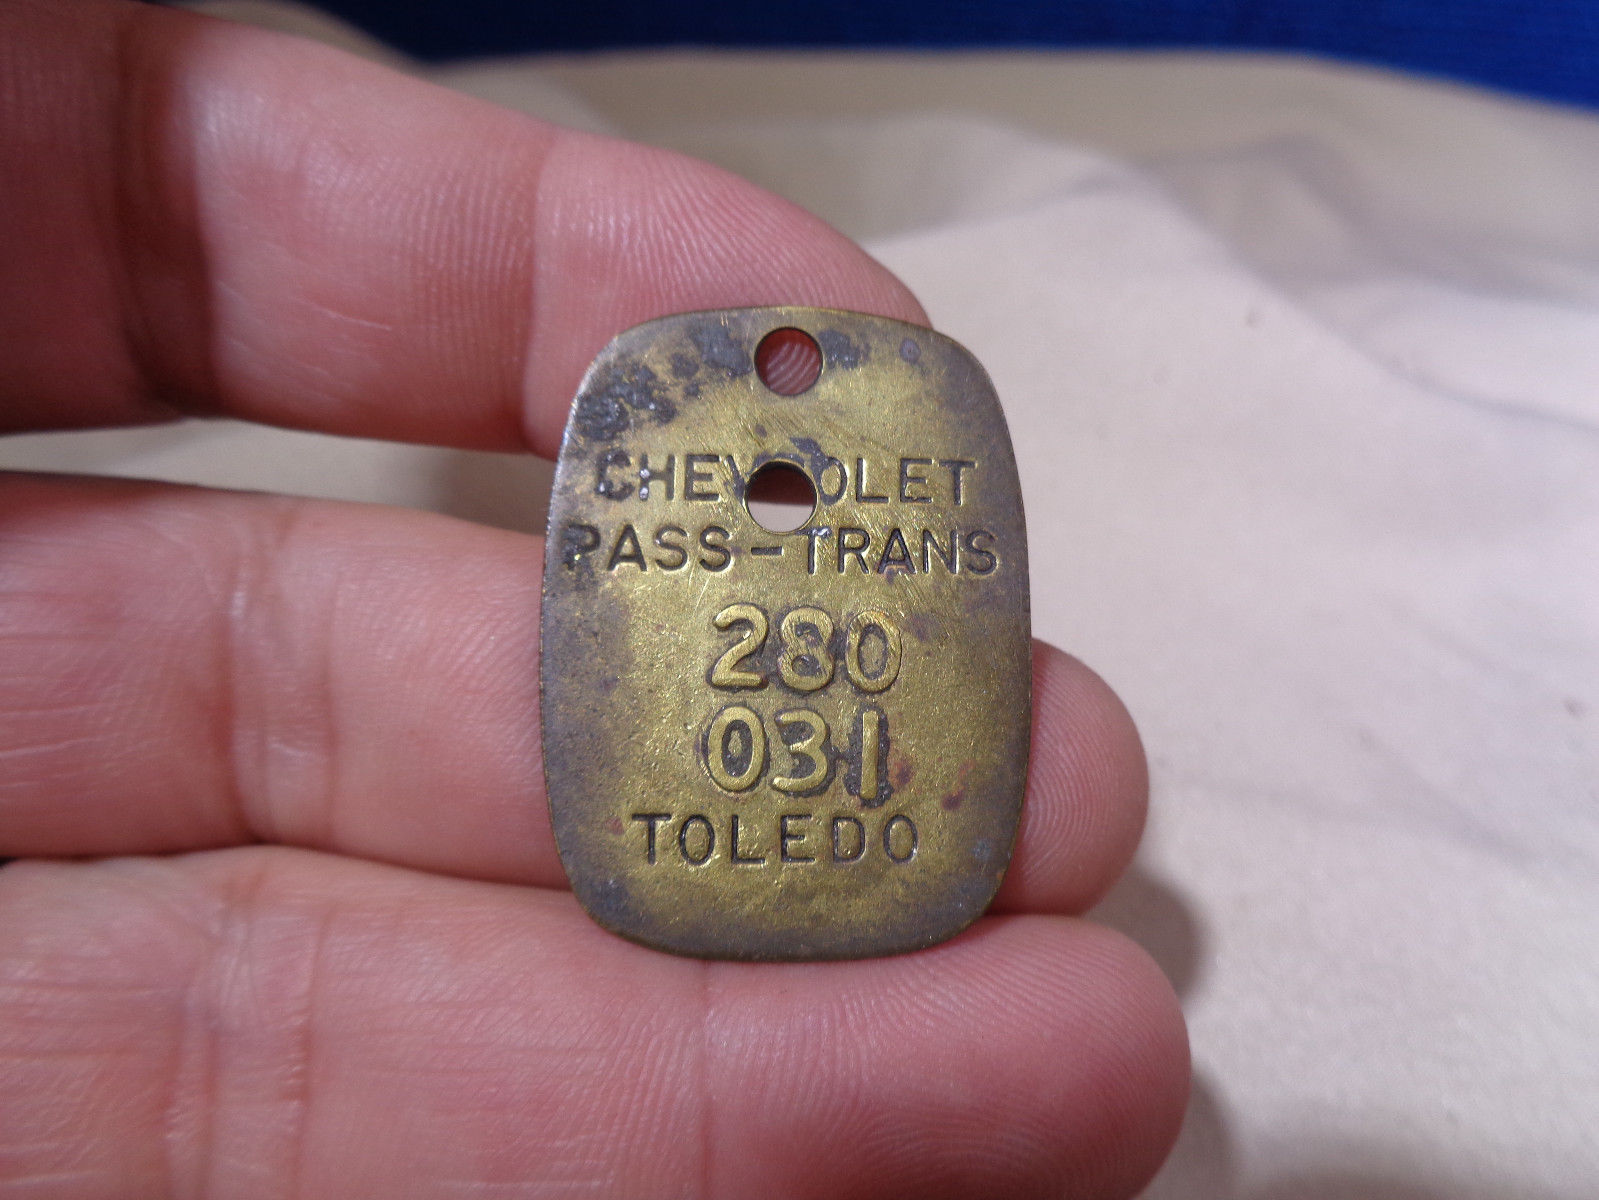 CHEVROLET
PASS-TRANS
280
031
TOLEDO